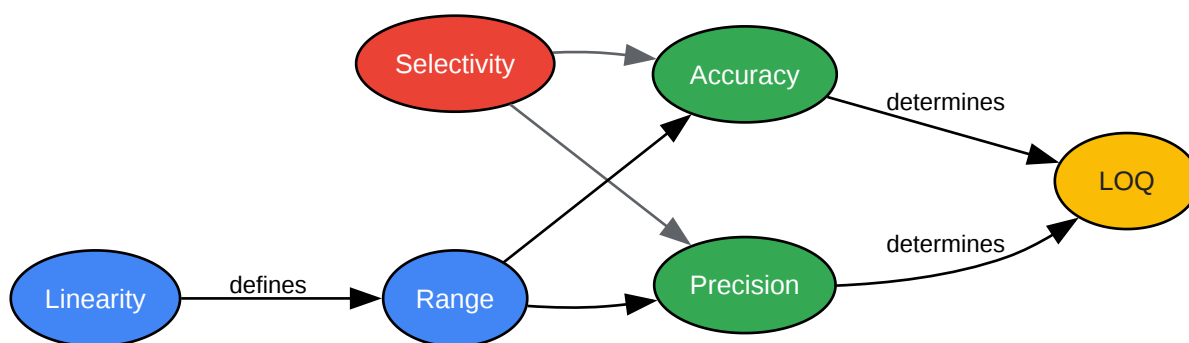 Selectivity
Accuracy
determines
LOQ
determines
Linearity
defines
Range
Precision